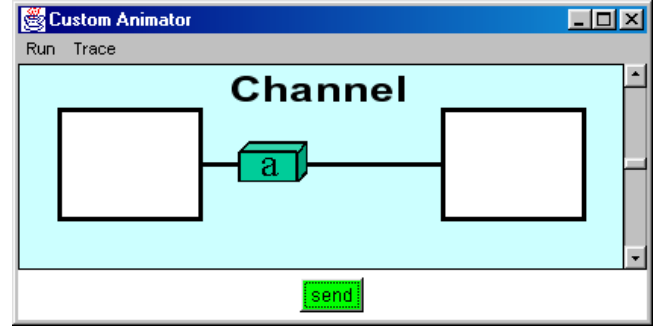 Custom Animator
Run Trace
Channel
a
send